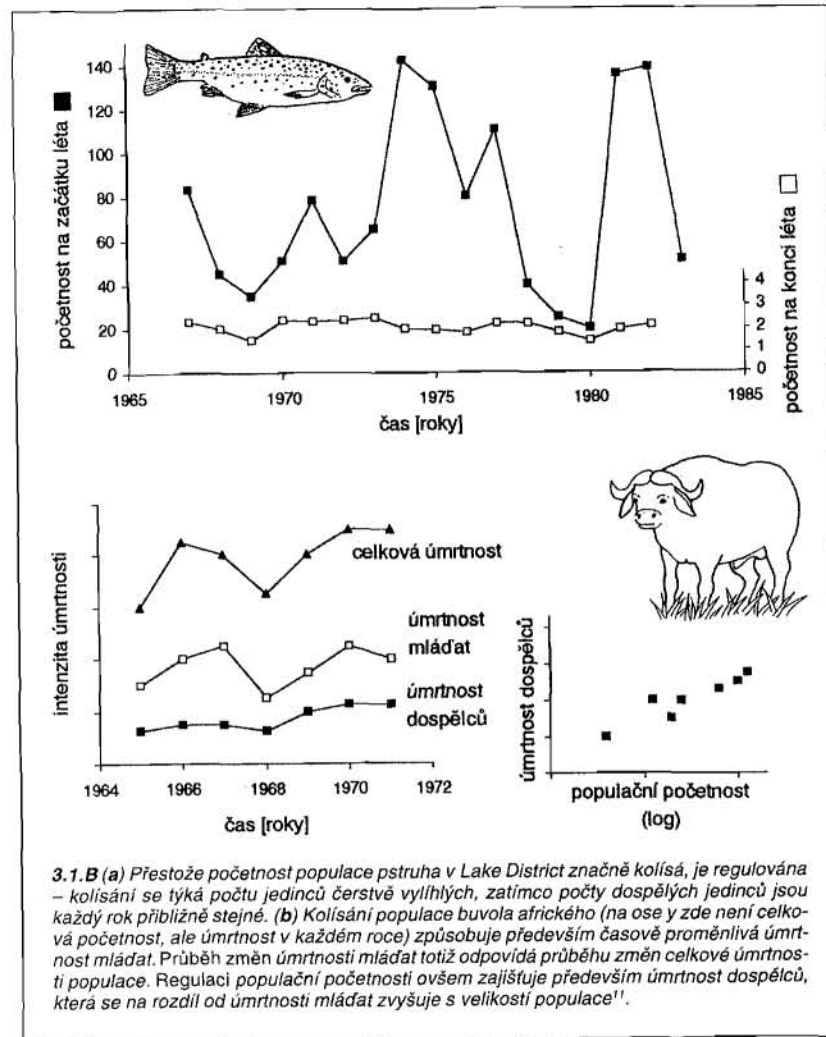 140
120
100
80
60
40
20
0
početnost na začátku léta
4
3
2
1
0
početnost na konci léta
1965 1970 1975 1980 1985
čas [roky]
intenzita úmrtnosti
celková úmrtnost
úmrtnost
mláďat
úmrtnost
dospělců
1964 1966 1968 1970 1972
čas [roky]
úmrtnost dospělců
populační početnost
(log)
3.1.B (a) Přestože početnost populace pstruha v Lake District značně kolísá, je regulována
– kolísání se týká počtu jedinců čerstvě vylíhlých, zatímco počty dospělých jedinců jsou
každý rok přibližně stejné. (b) Kolísání populace buvola afrického (na ose y zde není celko-
vá početnost, ale úmrtnost v každém roce) způsobuje především časově proměnlivá úmrt-
nost mláďat. Průběh změn úmrtnosti mláďat totiž odpovídá průběhu změn celkové úmrtnos-
ti populace. Regulaci populační početnosti ovšem zajišťuje především úmrtnost dospělců,
která se na rozdíl od úmrtnosti mláďat zvyšuje s velikostí populace¹¹.